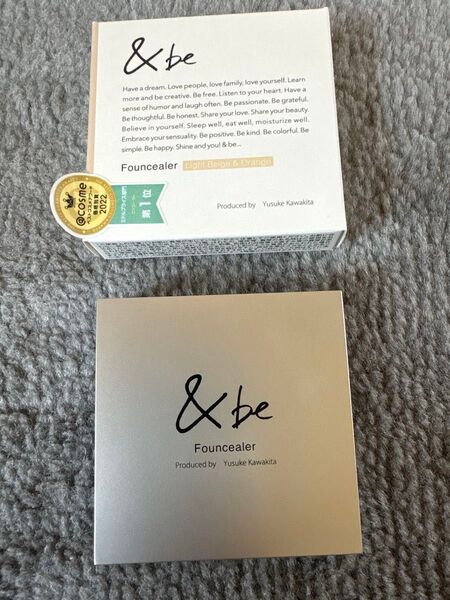 &be
Have a dream. Love people, love family, love yourself. Learn
more and be creative. Be free. Listen to your heart. Have a
sense of humor and laugh often. Be passionate. Be grateful.
Be thoughtful. Be honest. Share your love. Share your beauty.
Believe in yourself. Sleep well, eat well, moisturize well.
Embrace your sensuality. Be positive. Be kind. Be colorful. Be
simple. Be happy. Shine and you! & be...
Founcealer Light Beige & Orange
Produced by Yusuke Kawakita
@cosme
2022
第1位
&be
Founcealer
Produced by Yusuke Kawakita